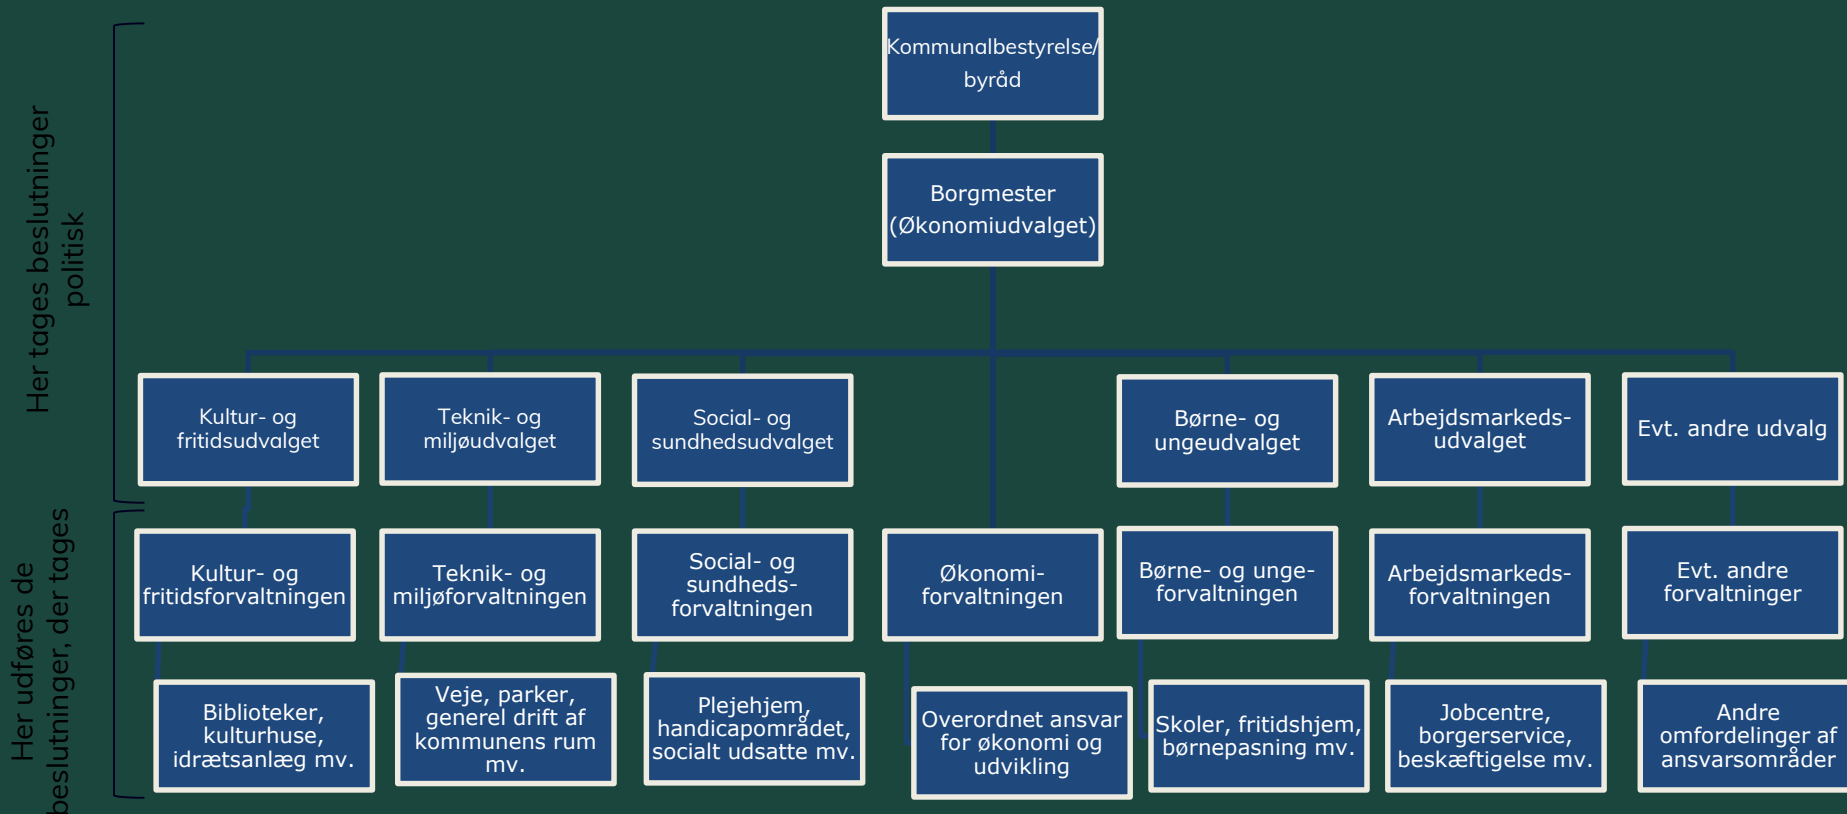 Her tages beslutninger
politisk
Kommunalbestyrelse/
byråd
Borgmester
(Økonomiudvalget)
Kultur- og
fritidsudvalget
Teknik- og
miljøudvalget
Social- og
sundhedsudvalget
Børne- og
ungeudvalget
Arbejdsmarkeds-
udvalget
Evt. andre udvalg
Her udføres de
beslutninger, der tages
Kultur- og
fritidsforvaltningen
Teknik- og
miljøforvaltningen
Social- og
sundheds-
forvaltningen
Økonomi-
forvaltningen
Børne- og unge-
forvaltningen
Arbejdsmarkeds-
forvaltningen
Evt. andre
forvaltninger
Biblioteker,
kulturhuse,
idrætsanlæg mv.
Veje, parker,
generel drift af
kommunens rum
mv.
Plejehjem,
handicapområdet,
socialt udsatte mv.
Overordnet ansvar
for økonomi og
udvikling
Skoler, fritidshjem,
børnepasning mv.
Jobcentre,
borgerservice,
beskæftigelse mv.
Andre
omfordelinger af
ansvarsområder